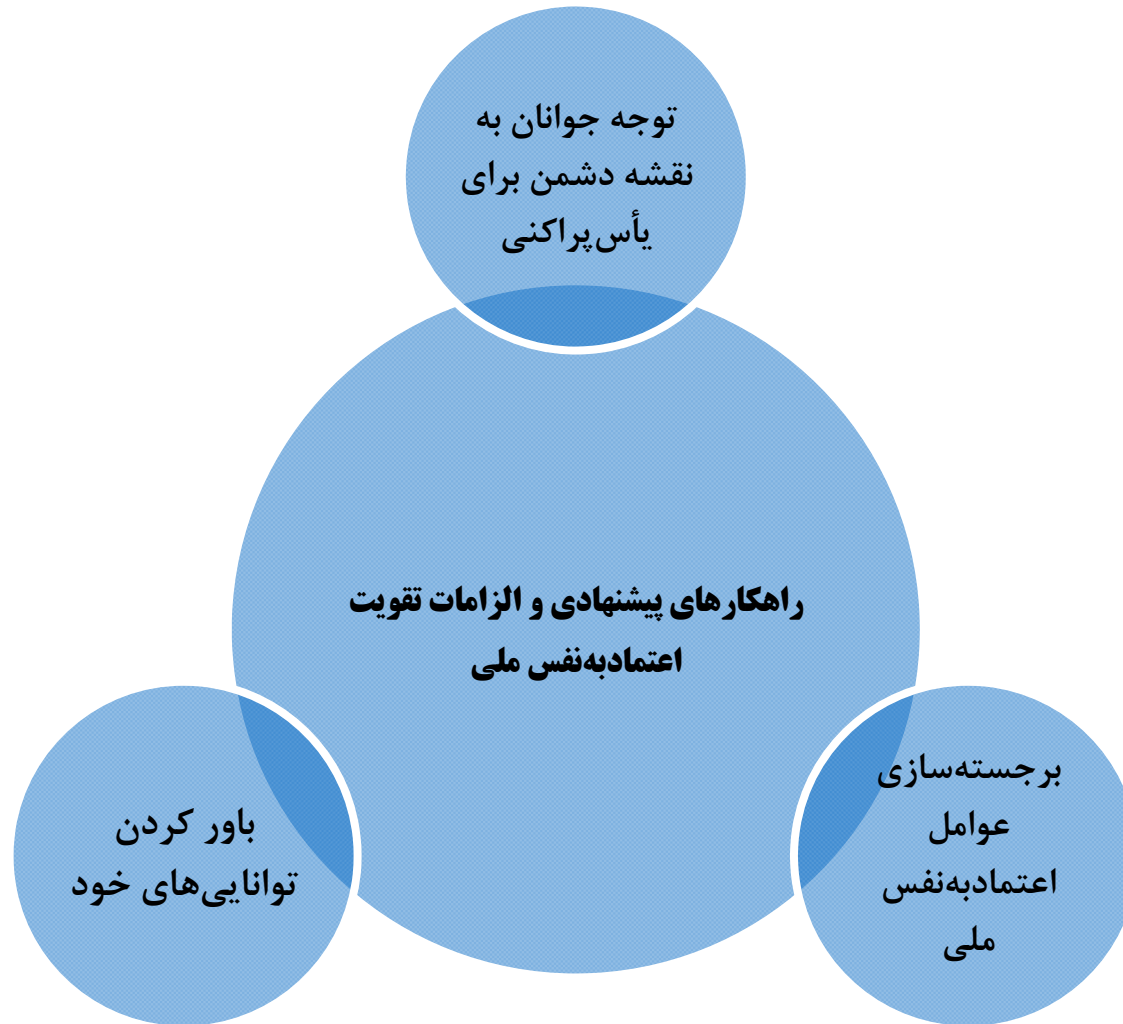 توجه جوانان به
نقشه دشمن برای
یأس‌پراکنی
راهکارهای پیشنهادی و الزامات تقویت
اعتمادبه‌نفس ملی
برجسته‌سازی
عوامل
اعتمادبه‌نفس
ملی
باور کردن
توانایی‌های خود